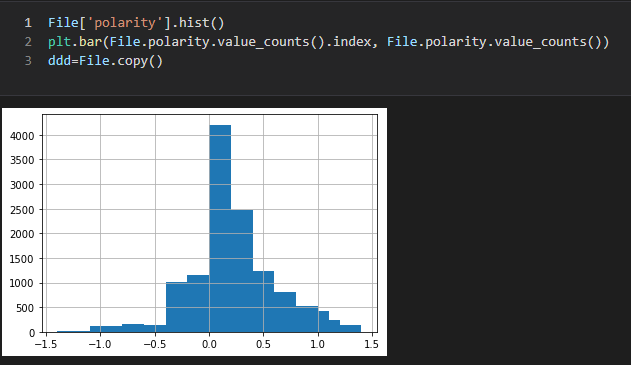 1 File['polarity'].hist()
2 plt.bar(File.polarity.value_counts().index, File.polarity.value_counts())
3 ddd=File.copy()
4000
3500
3000
2500
2000
1500
1000
500
0
−1.5 −1.0 −0.5 0.0 0.5 1.0 1.5